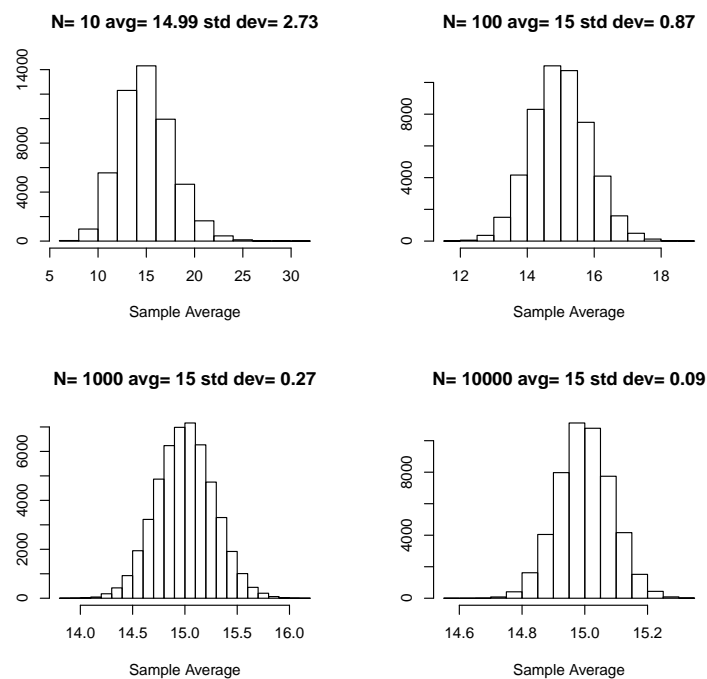 N= 10 avg= 14.99 std dev= 2.73
0 4000 8000 14000
5 10 15 20 25 30
Sample Average
N= 100 avg= 15 std dev= 0.87
0 4000 8000
12 14 16 18
Sample Average
N= 1000 avg= 15 std dev= 0.27
0 2000 4000 6000
14.0 14.5 15.0 15.5 16.0
Sample Average
N= 10000 avg= 15 std dev= 0.09
0 4000 8000
14.6 14.8 15.0 15.2
Sample Average